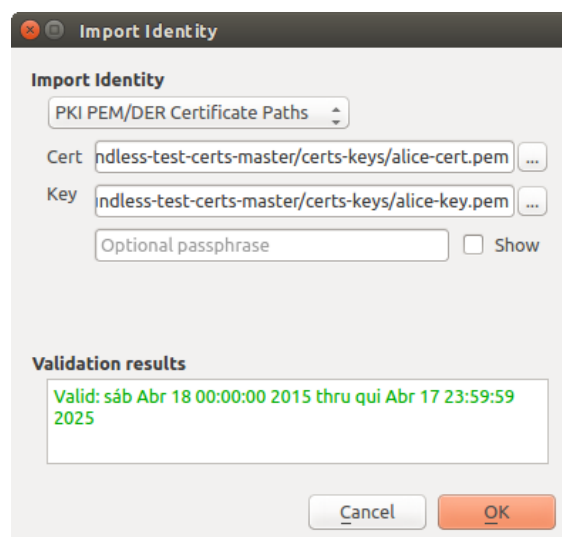 Import Identity
Import Identity
PKI PEM/DER Certificate Paths
Cert ndless-test-certs-master/certs-keys/alice-cert.pem ...
Key indless-test-certs-master/certs-keys/alice-key.pem ...
Optional passphrase Show
Validation results
Valid: sáb Abr 18 00:00:00 2015 thru qui Abr 17 23:59:59
2025
Cancel OK